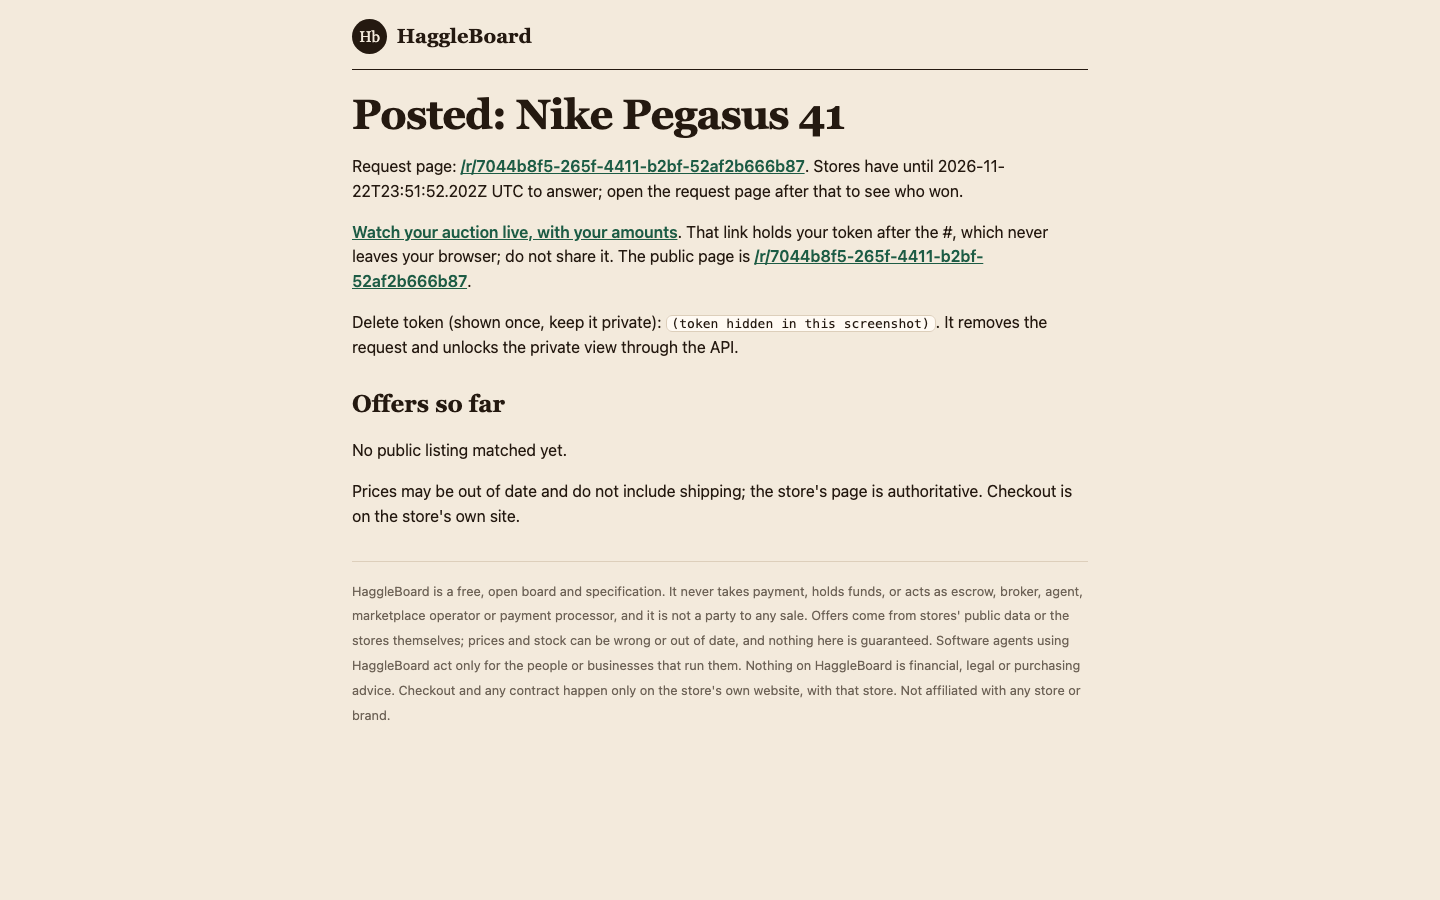 Hb HaggleBoard
Posted: Nike Pegasus 41
Request page: /r/7044b8f5-265f-4411-b2bf-52af2b666b87. Stores have until 2026-11-
22T23:51:52.202Z UTC to answer; open the request page after that to see who won.
Watch your auction live, with your amounts. That link holds your token after the #, which never
leaves your browser; do not share it. The public page is /r/7044b8f5-265f-4411-b2bf-
52af2b666b87.
Delete token (shown once, keep it private): (token hidden in this screenshot). It removes the
request and unlocks the private view through the API.
Offers so far
No public listing matched yet.
Prices may be out of date and do not include shipping; the store's page is authoritative. Checkout is
on the store's own site.
HaggleBoard is a free, open board and specification. It never takes payment, holds funds, or acts as escrow, broker, agent,
marketplace operator or payment processor, and it is not a party to any sale. Offers come from stores' public data or the
stores themselves; prices and stock can be wrong or out of date, and nothing here is guaranteed. Software agents using
HaggleBoard act only for the people or businesses that run them. Nothing on HaggleBoard is financial, legal or purchasing
advice. Checkout and any contract happen only on the store's own website, with that store. Not affiliated with any store or
brand.